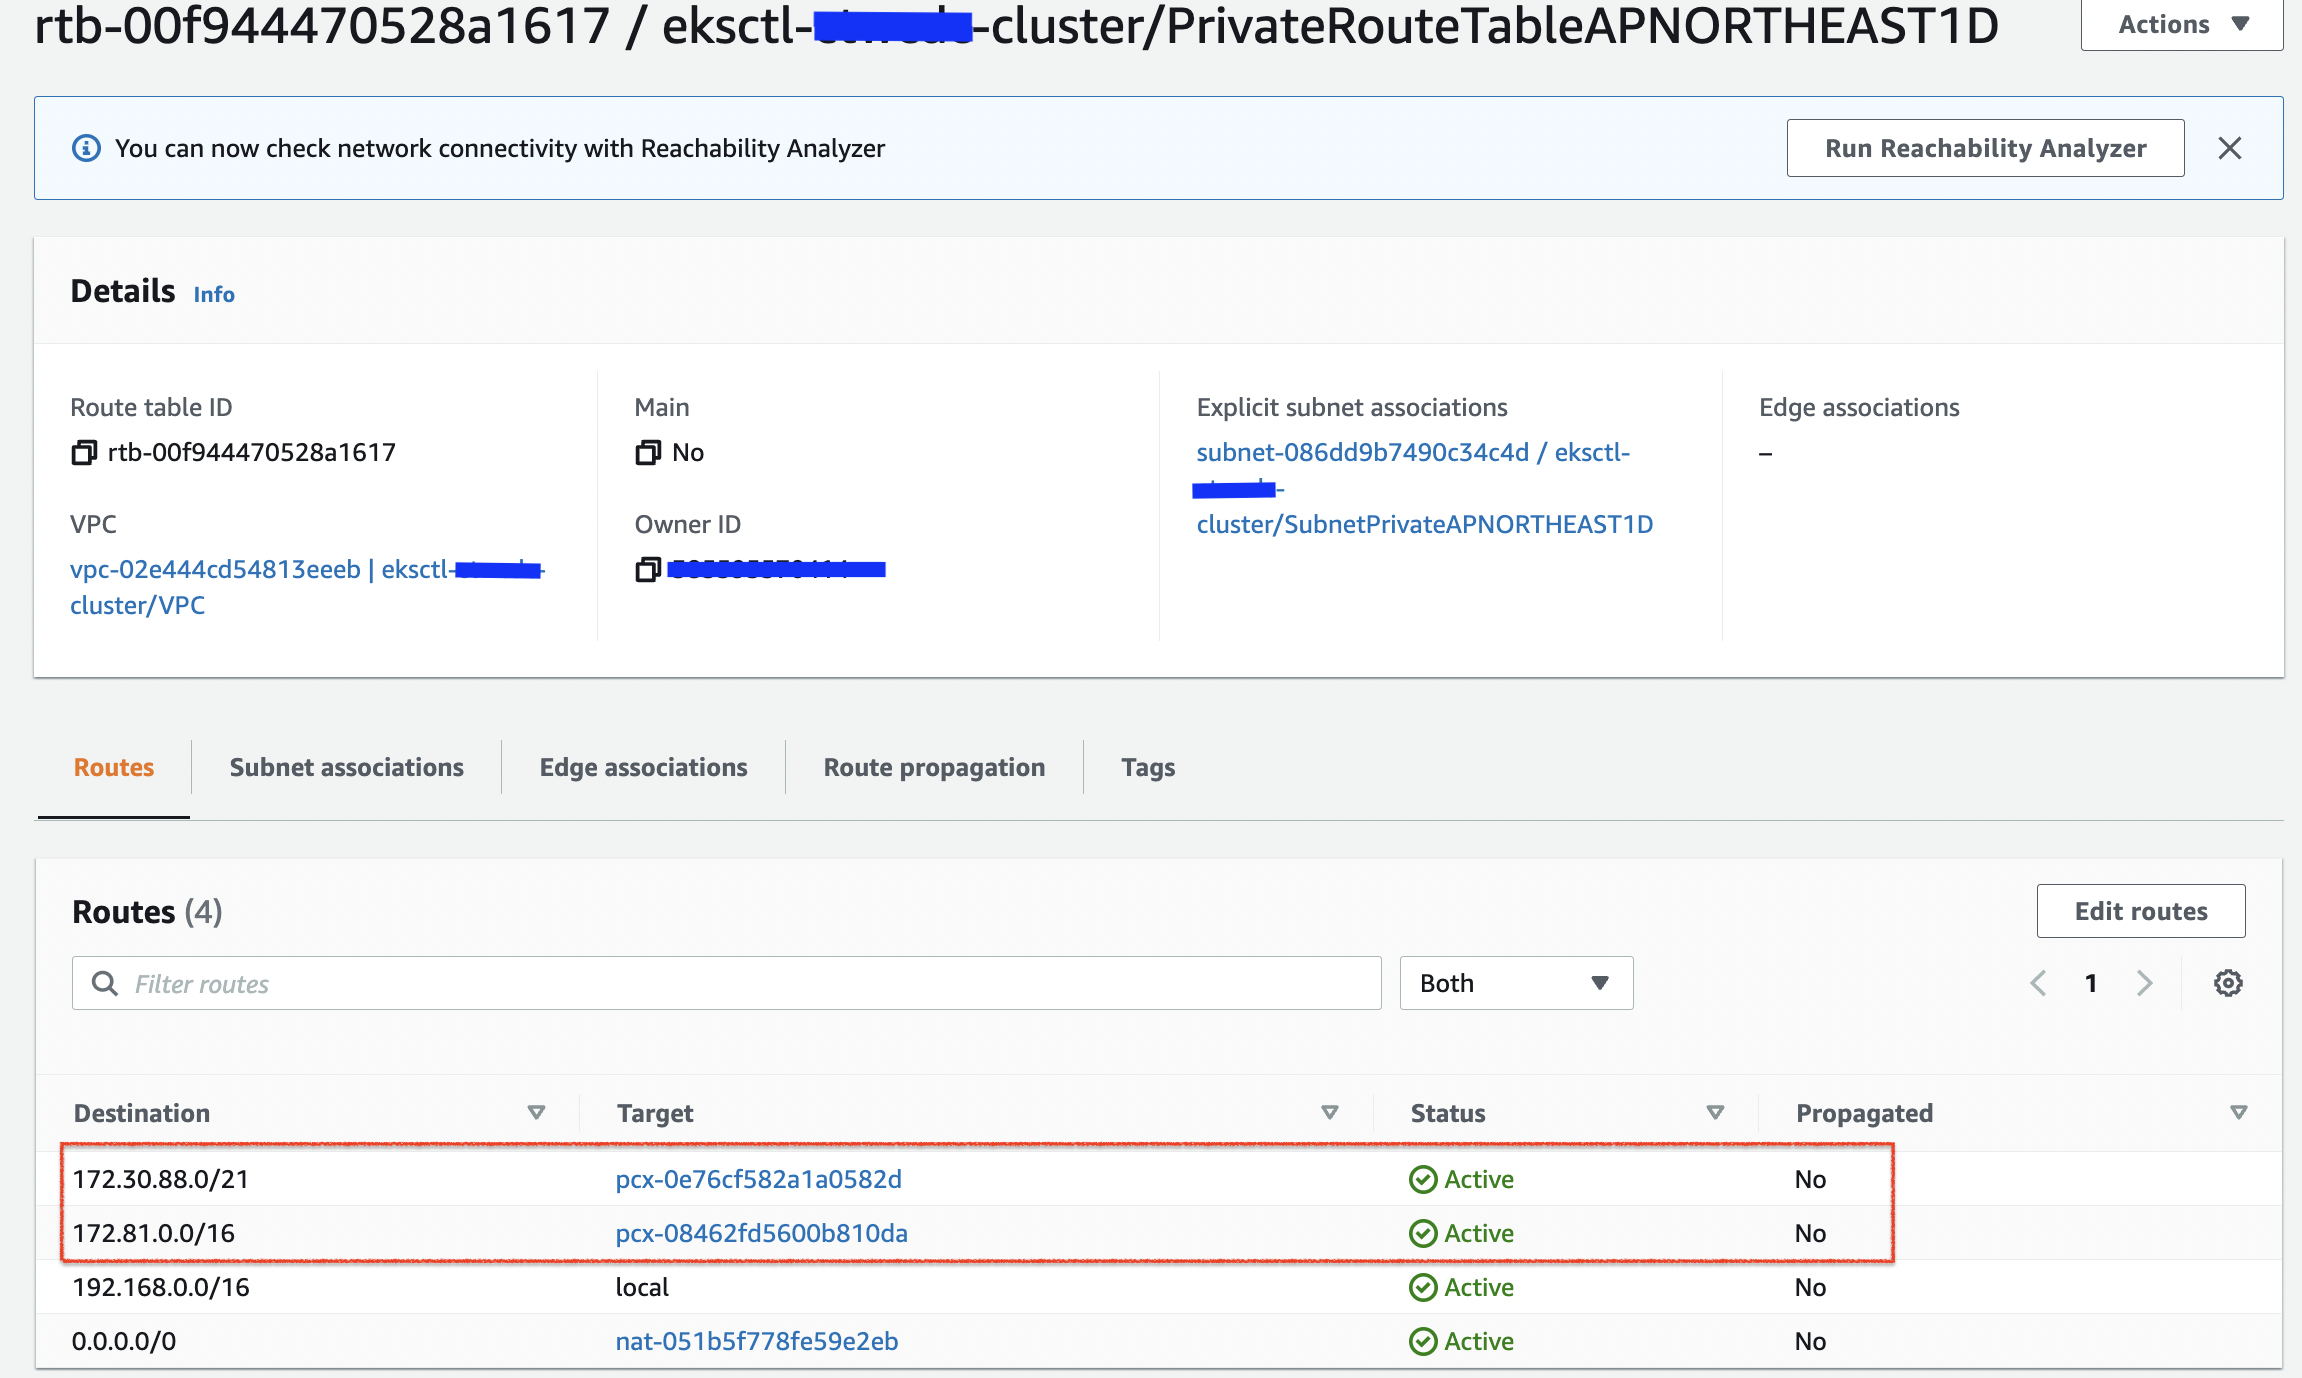 rtb-00f944470528a1617 / eksctl- -cluster/PrivateRouteTableAPNORTHEAST1D
Actions
You can now check network connectivity with Reachability Analyzer
Run Reachability Analyzer
Details Info
Route table ID
rtb-00f944470528a1617
Main
No
Explicit subnet associations
subnet-086dd9b7490c34c4d / eksctl-
-
cluster/SubnetPrivateAPNORTHEAST1D
Edge associations
–
VPC
vpc-02e444cd54813eeeb | eksctl- -
cluster/VPC
Owner ID
Routes
Subnet associations
Edge associations
Route propagation
Tags
Routes (4)
Edit routes
Filter routes
Both
1
Destination Target Status Propagated
172.30.88.0/21 pcx-0e76cf582a1a0582d Active No
172.81.0.0/16 pcx-08462fd5600b810da Active No
192.168.0.0/16 local Active No
0.0.0.0/0 nat-051b5f778fe59e2eb Active No